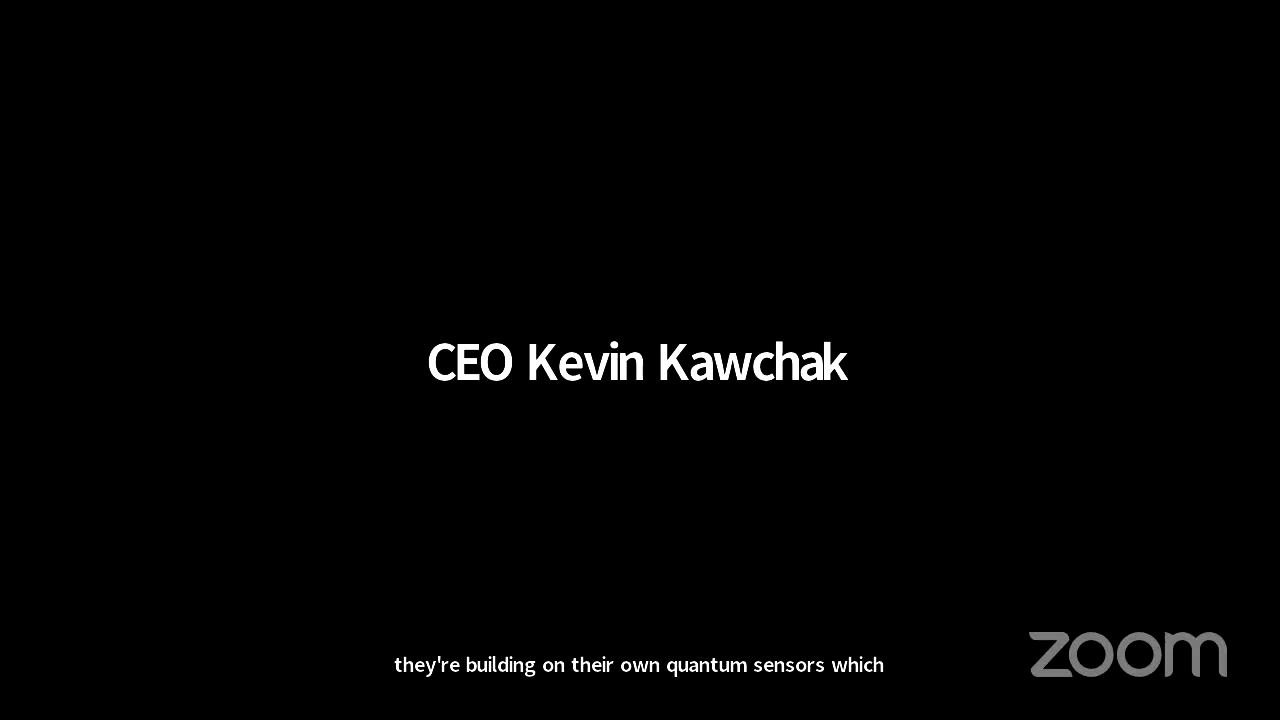 CEO Kevin Kawchak
they're building on their own quantum sensors which
zoom